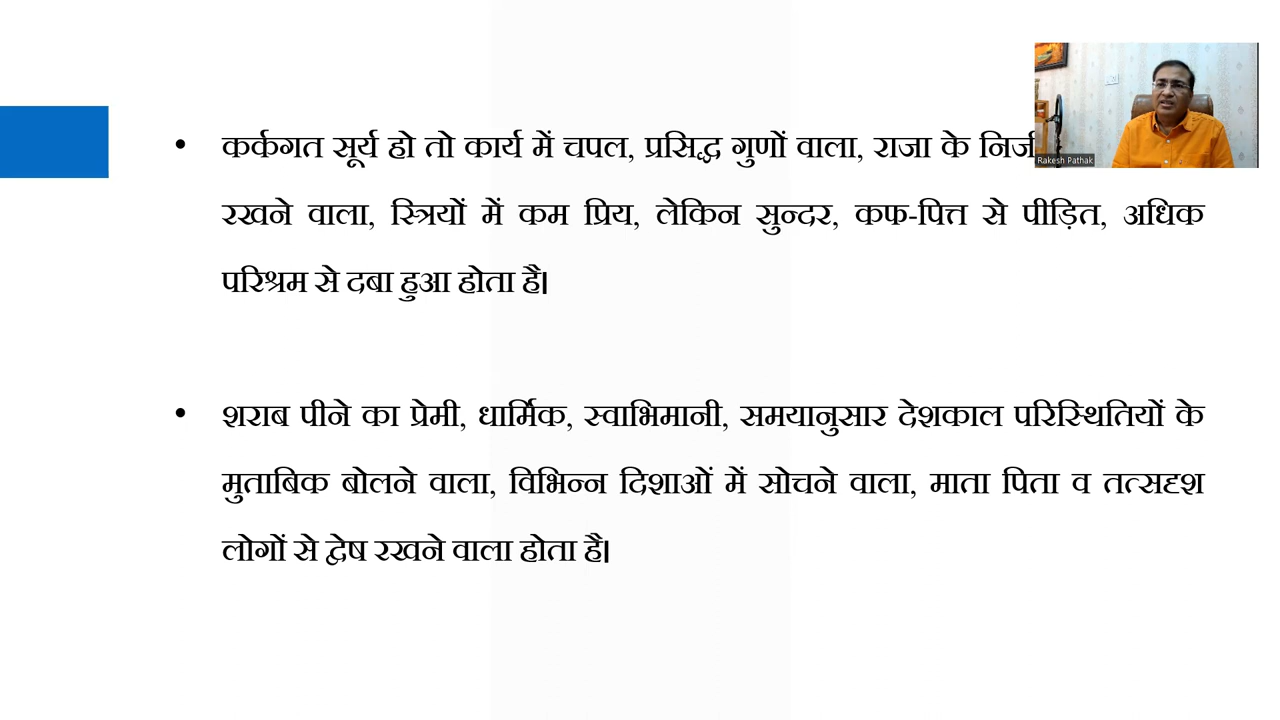 • कर्कगत सूर्य हो तो कार्य में चपल, प्रसिद्ध गुणों वाला, राजा के
Rakesh Pathak
रखने वाला, स्त्रियों में कम प्रिय, लेकिन सुन्दर, कफ-पित्त से पीड़ित, अधिक
परिश्रम से दबा हुआ होता है।
• शराब पीने का प्रेमी, धार्मिक, स्वाभिमानी, समयानुसार देशकाल परिस्थितियों के
मुताबिक बोलने वाला, विभिन्न दिशाओं में सोचने वाला, माता पिता व तत्सदृश
लोगों से द्वेष रखने वाला होता है।